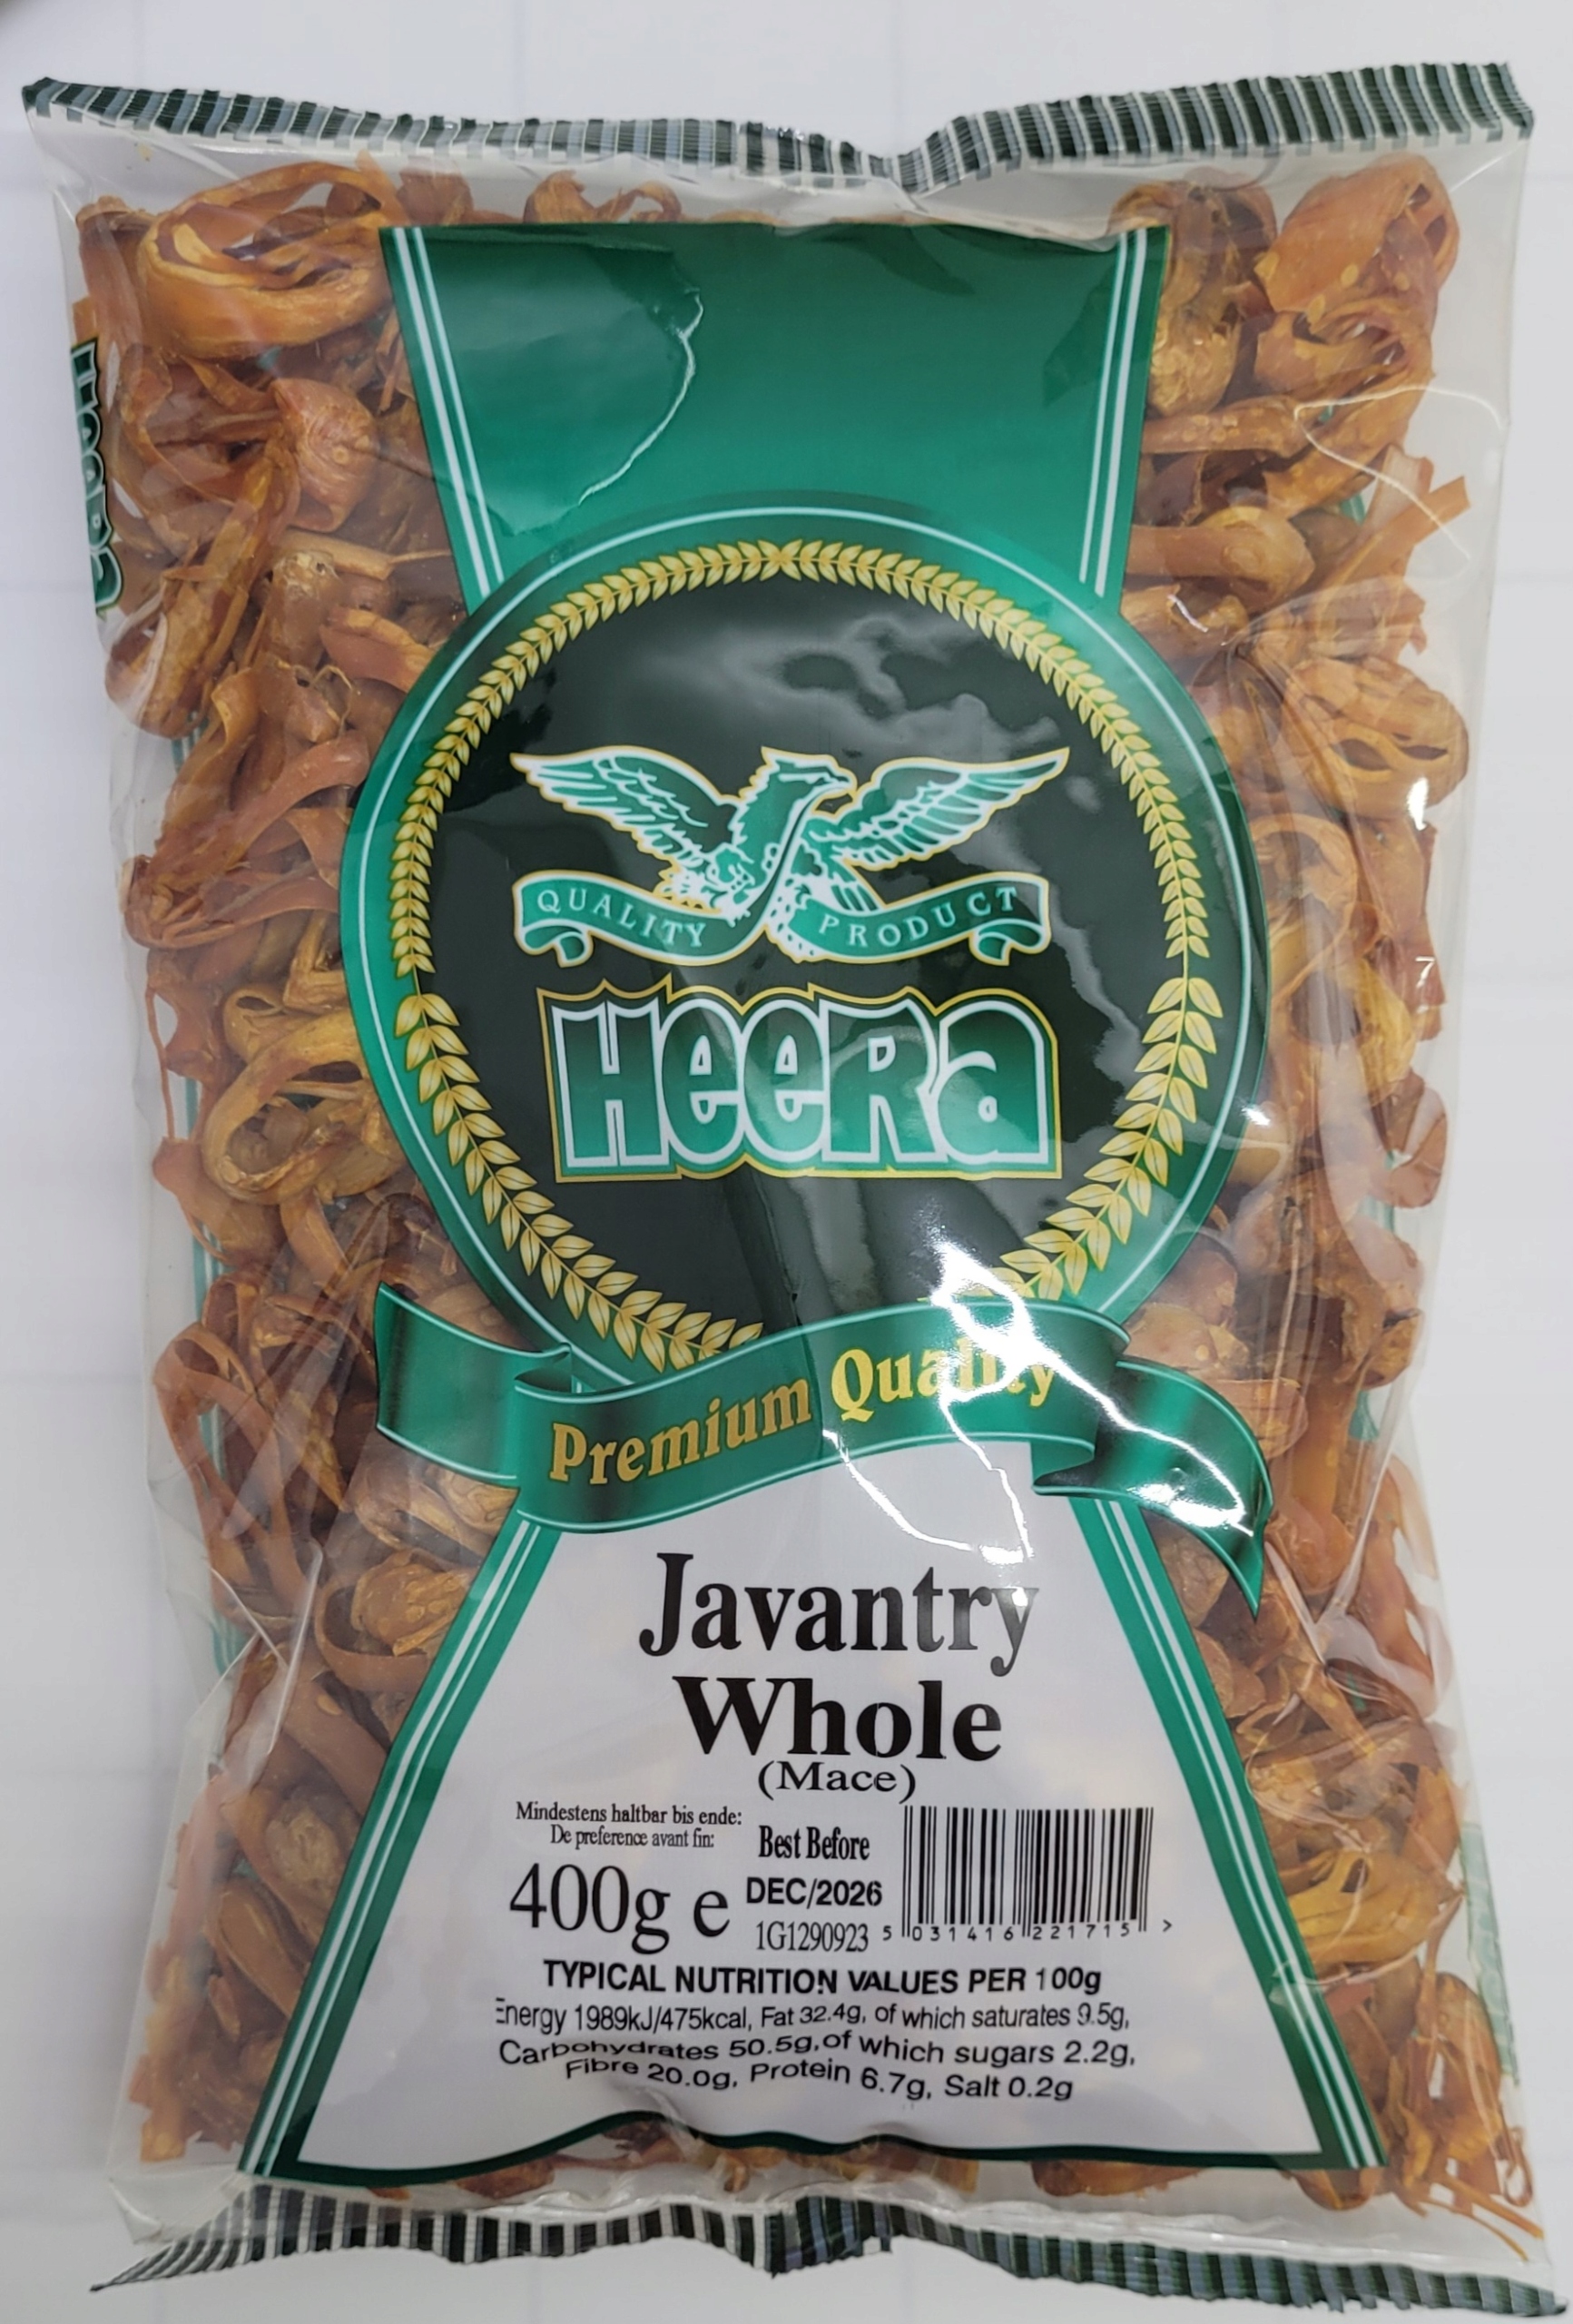 Heera
QUALITY PRODUCT
HeeRa
Premium Quality
Javantry
Whole
(Mace)
Mindestens haltbar bis ende:
De preference avant fin:
Best Before
400g e
DEC/2026
1G1290923
5 031416 221715 >
TYPICAL NUTRITION VALUES PER 100g
Energy 1989kJ/475kcal, Fat 32.4g, of which saturates 9.5g,
Carbohydrates 50.5g, of which sugars 2.2g,
Fibre 20.0g, Protein 6.7g, Salt 0.2g